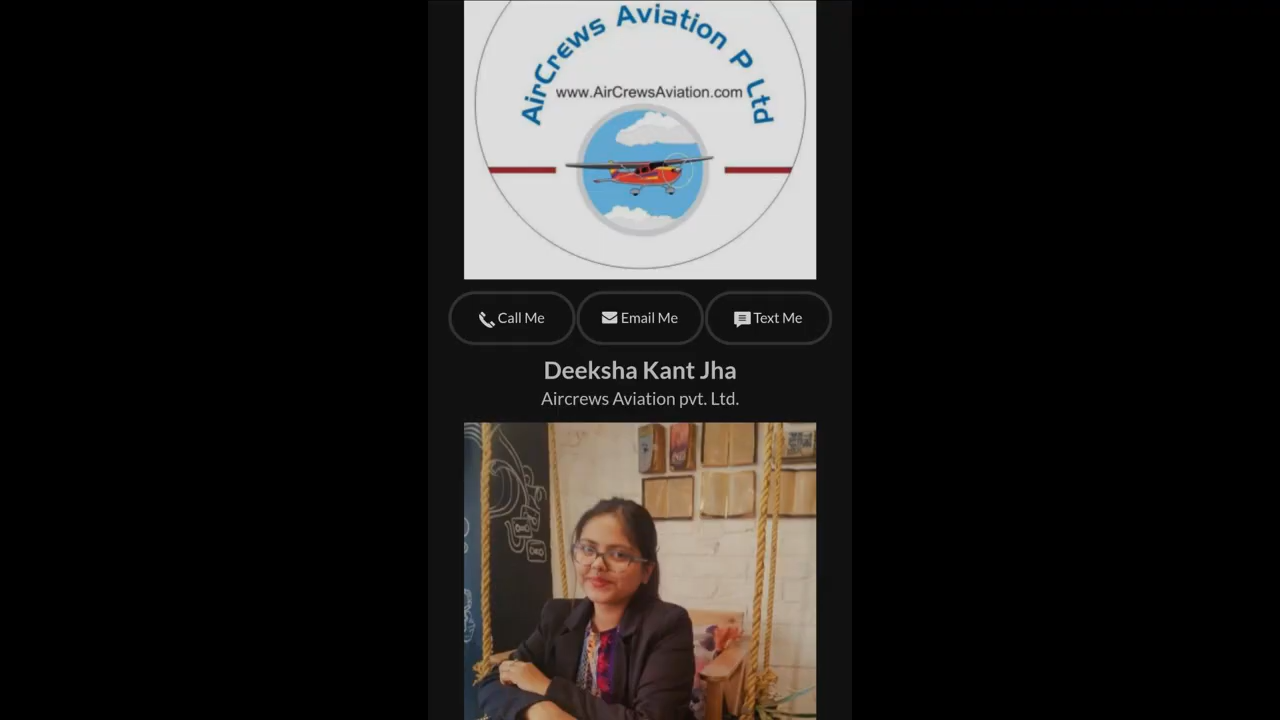 AirCrews Aviation P Ltd
www.AirCrewsAviation.com
Call Me
Email Me
Text Me
Deeksha Kant Jha
Aircrews Aviation pvt. Ltd.